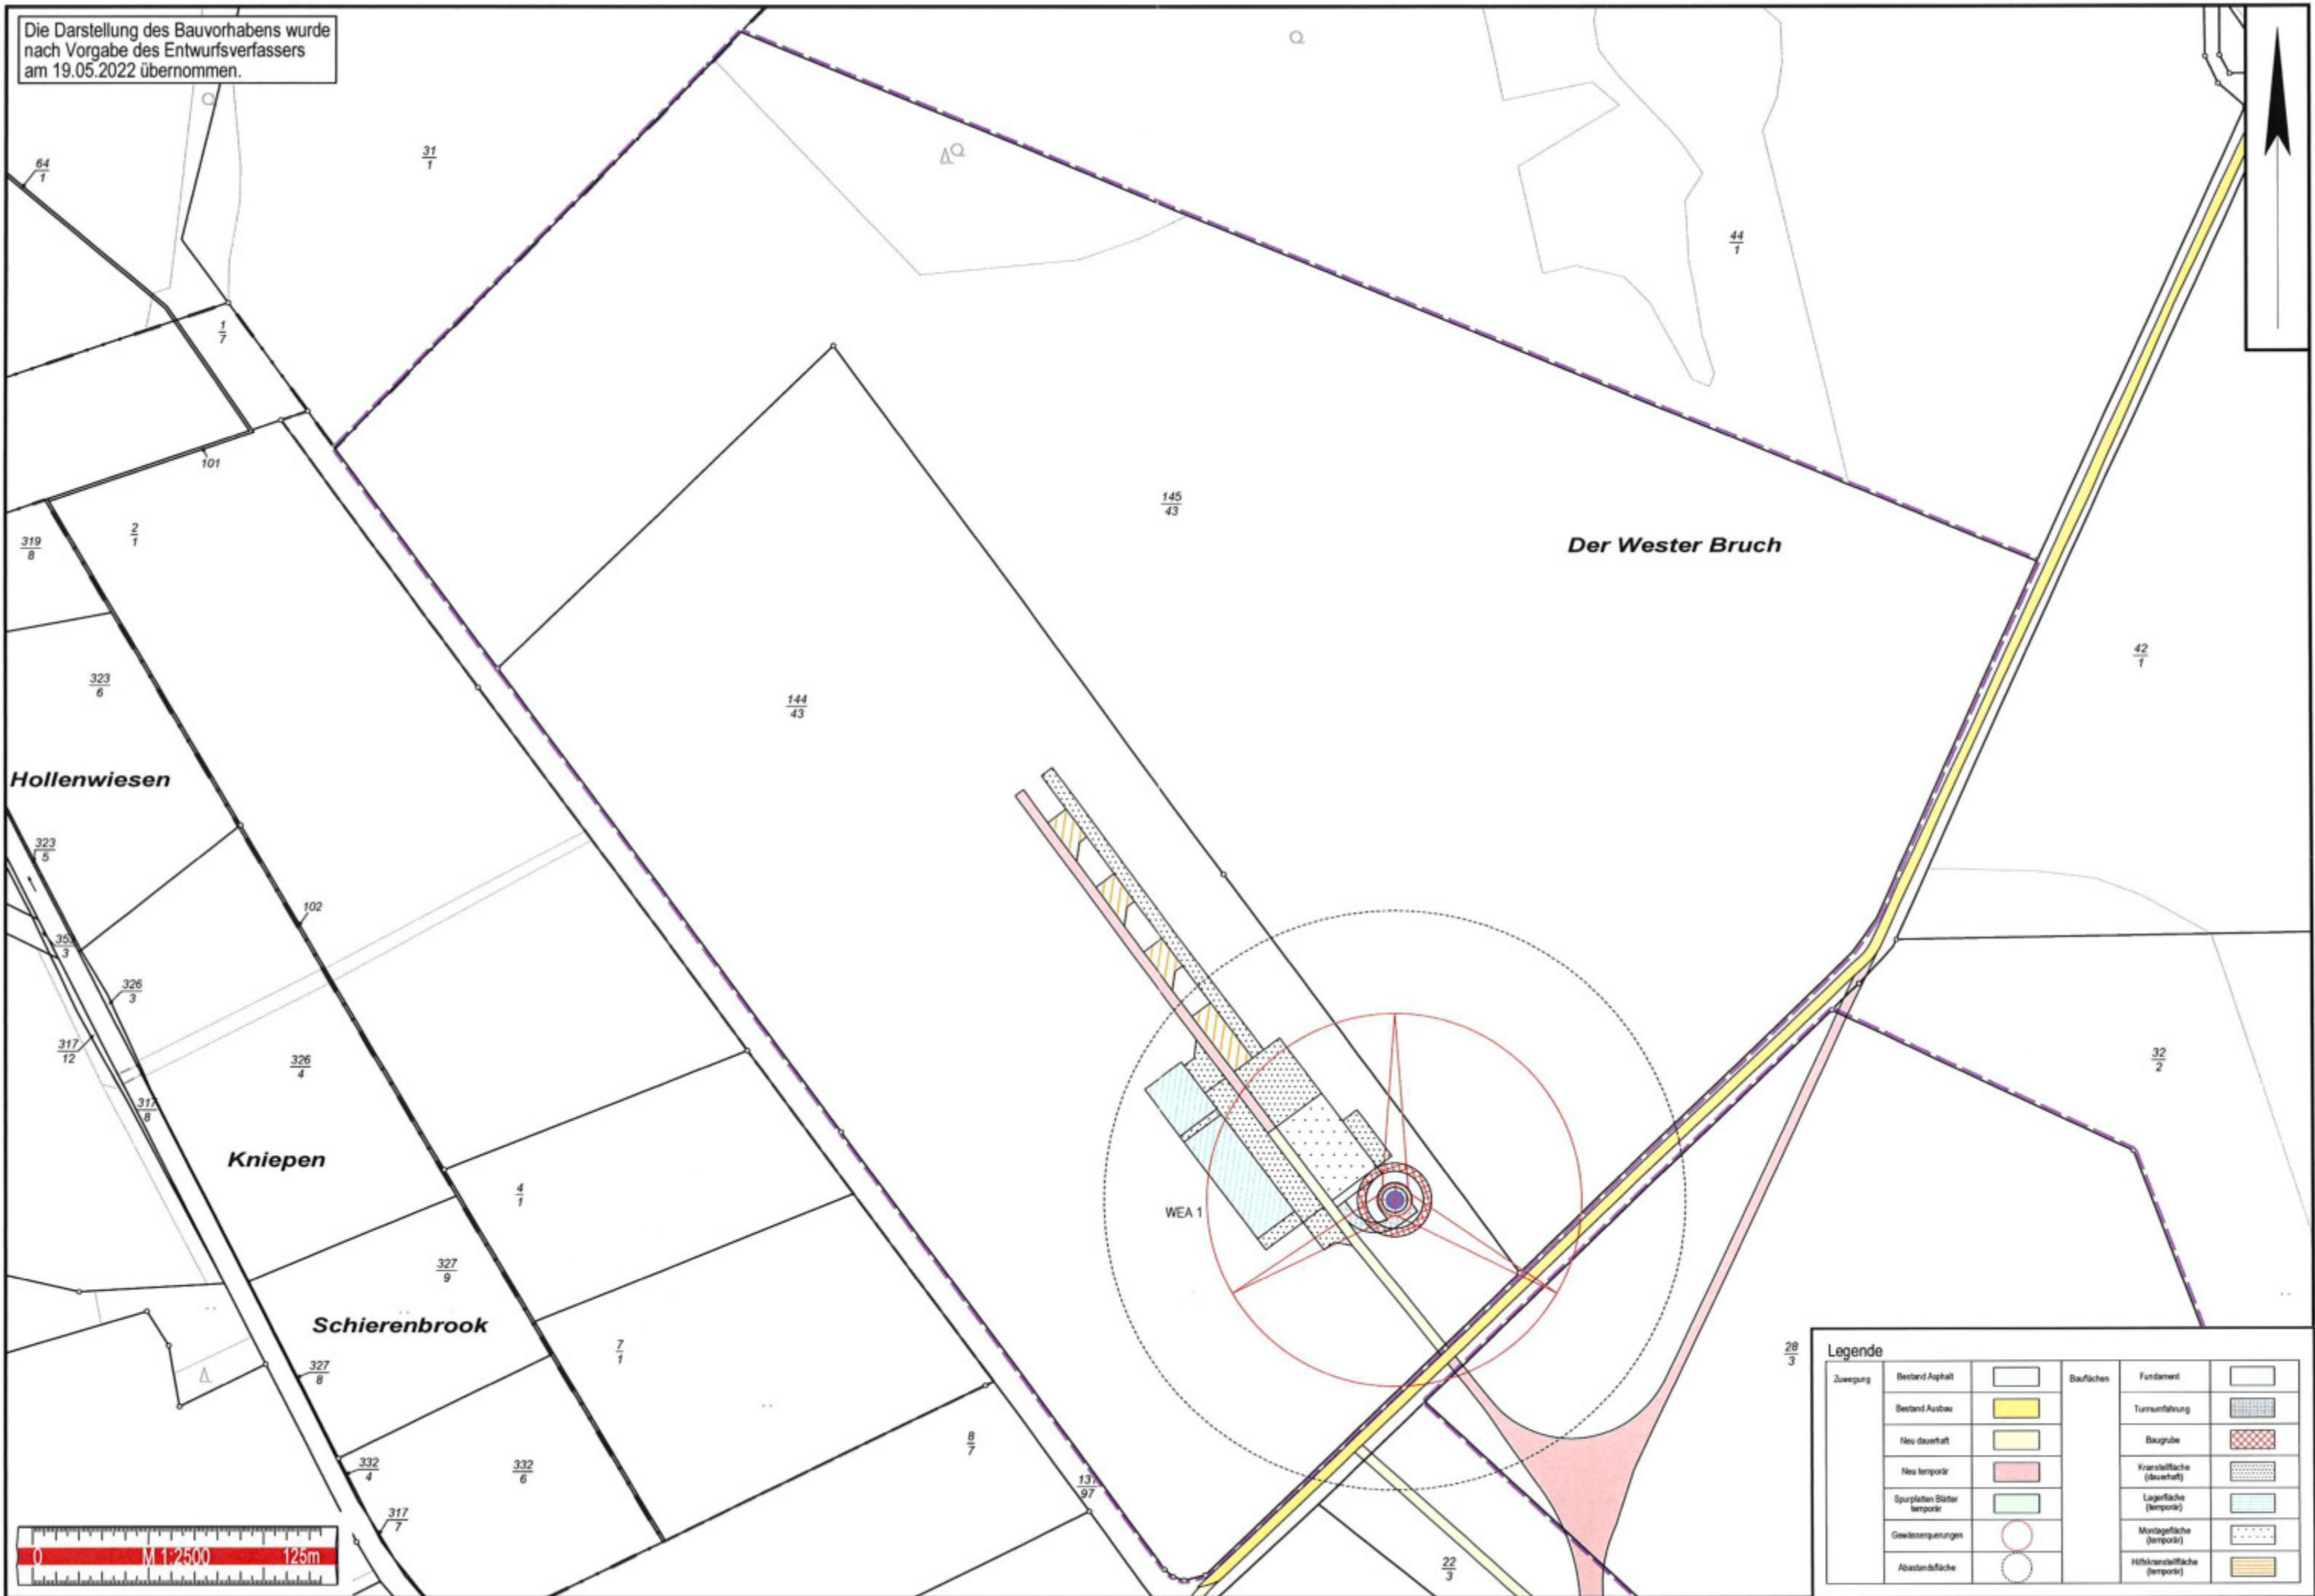 Die Darstellung des Bauvorhabens wurde
nach Vorgabe des Entwurfsverfassers
am 19.05.2022 übernommen.
64
1
31
1
44
1
1
7
101
145
43
Der Wester Bruch
2
1
319
8
42
1
323
6
144
43
Hollenwiesen
323
5
102
353
3
326
3
317
12
326
4
32
2
317
8
Kniepen
4
1
WEA 1
327
9
Schierenbrook
7
1
327
8
28
3
8
7
332
4
332
6
131
97
317
7
22
3
0 M 1:2500 125m
Legende
Zuwegung Bestand Asphalt Bauflächen Fundament
Bestand Ausbau Turmumfahrung
Neu dauerhaft Baugrube
Neu temporär Kranstellfläche
(dauerhaft)
Spurplatten Blätter
temporär Lagerfläche
(temporär)
Gewässerquerungen Montagefläche
(temporär)
Abastandsfläche Hilfskranstellfläche
(temporär)